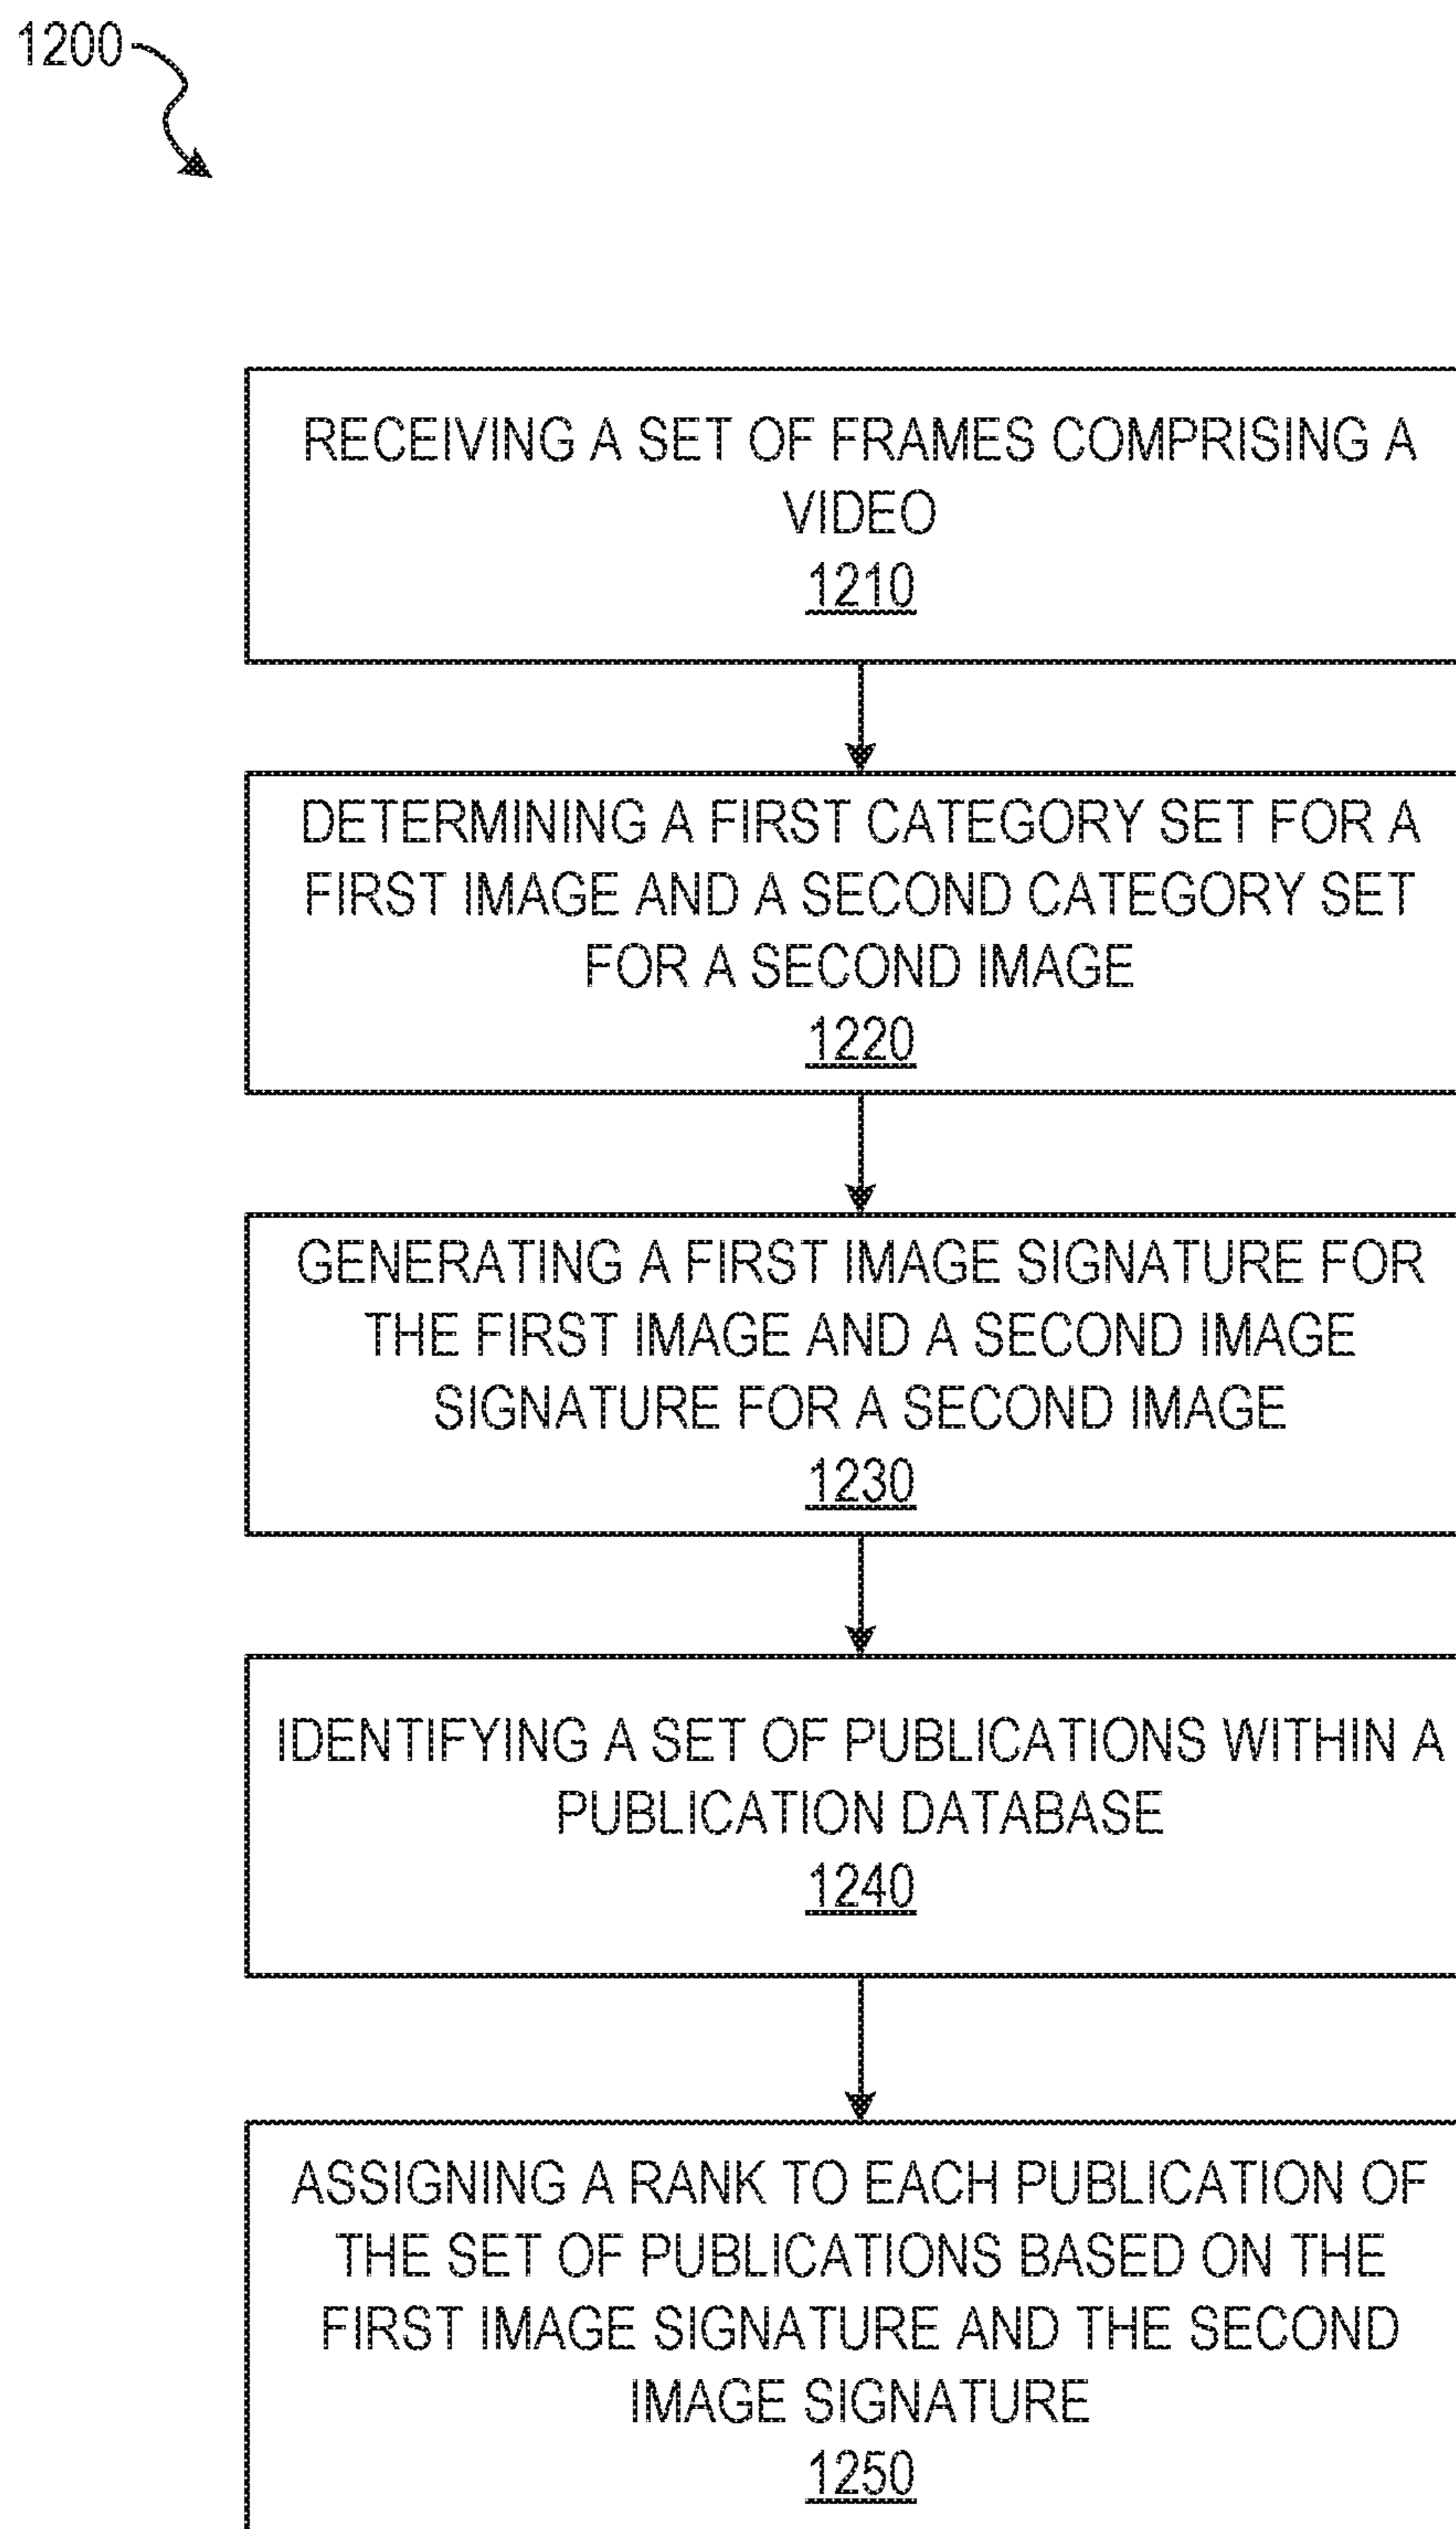 1200
RECEIVING A SET OF FRAMES COMPRISING A
VIDEO
1210
DETERMINING A FIRST CATEGORY SET FOR A
FIRST IMAGE AND A SECOND CATEGORY SET
FOR A SECOND IMAGE
1220
GENERATING A FIRST IMAGE SIGNATURE FOR
THE FIRST IMAGE AND A SECOND IMAGE
SIGNATURE FOR A SECOND IMAGE
1230
IDENTIFYING A SET OF PUBLICATIONS WITHIN A
PUBLICATION DATABASE
1240
ASSIGNING A RANK TO EACH PUBLICATION OF
THE SET OF PUBLICATIONS BASED ON THE
FIRST IMAGE SIGNATURE AND THE SECOND
IMAGE SIGNATURE
1250